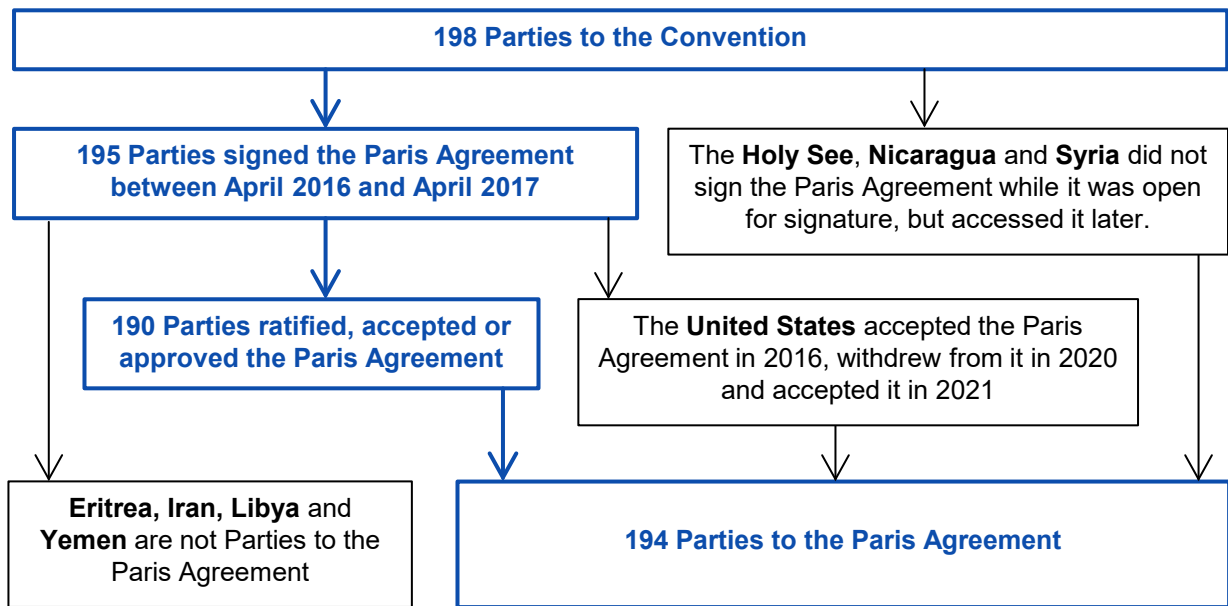 198 Parties to the Convention
195 Parties signed the Paris Agreement
between April 2016 and April 2017
The Holy See, Nicaragua and Syria did not
sign the Paris Agreement while it was open
for signature, but accessed it later.
190 Parties ratified, accepted or
approved the Paris Agreement
The United States accepted the Paris
Agreement in 2016, withdrew from it in 2020
and accepted it in 2021
Eritrea, Iran, Libya and
Yemen are not Parties to the
Paris Agreement
194 Parties to the Paris Agreement